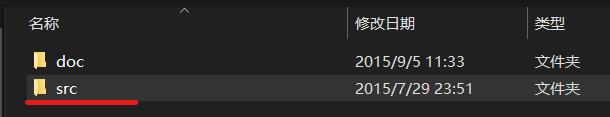 名称 修改日期 类型
doc 2015/9/5 11:33 文件夹
src 2015/7/29 23:51 文件夹